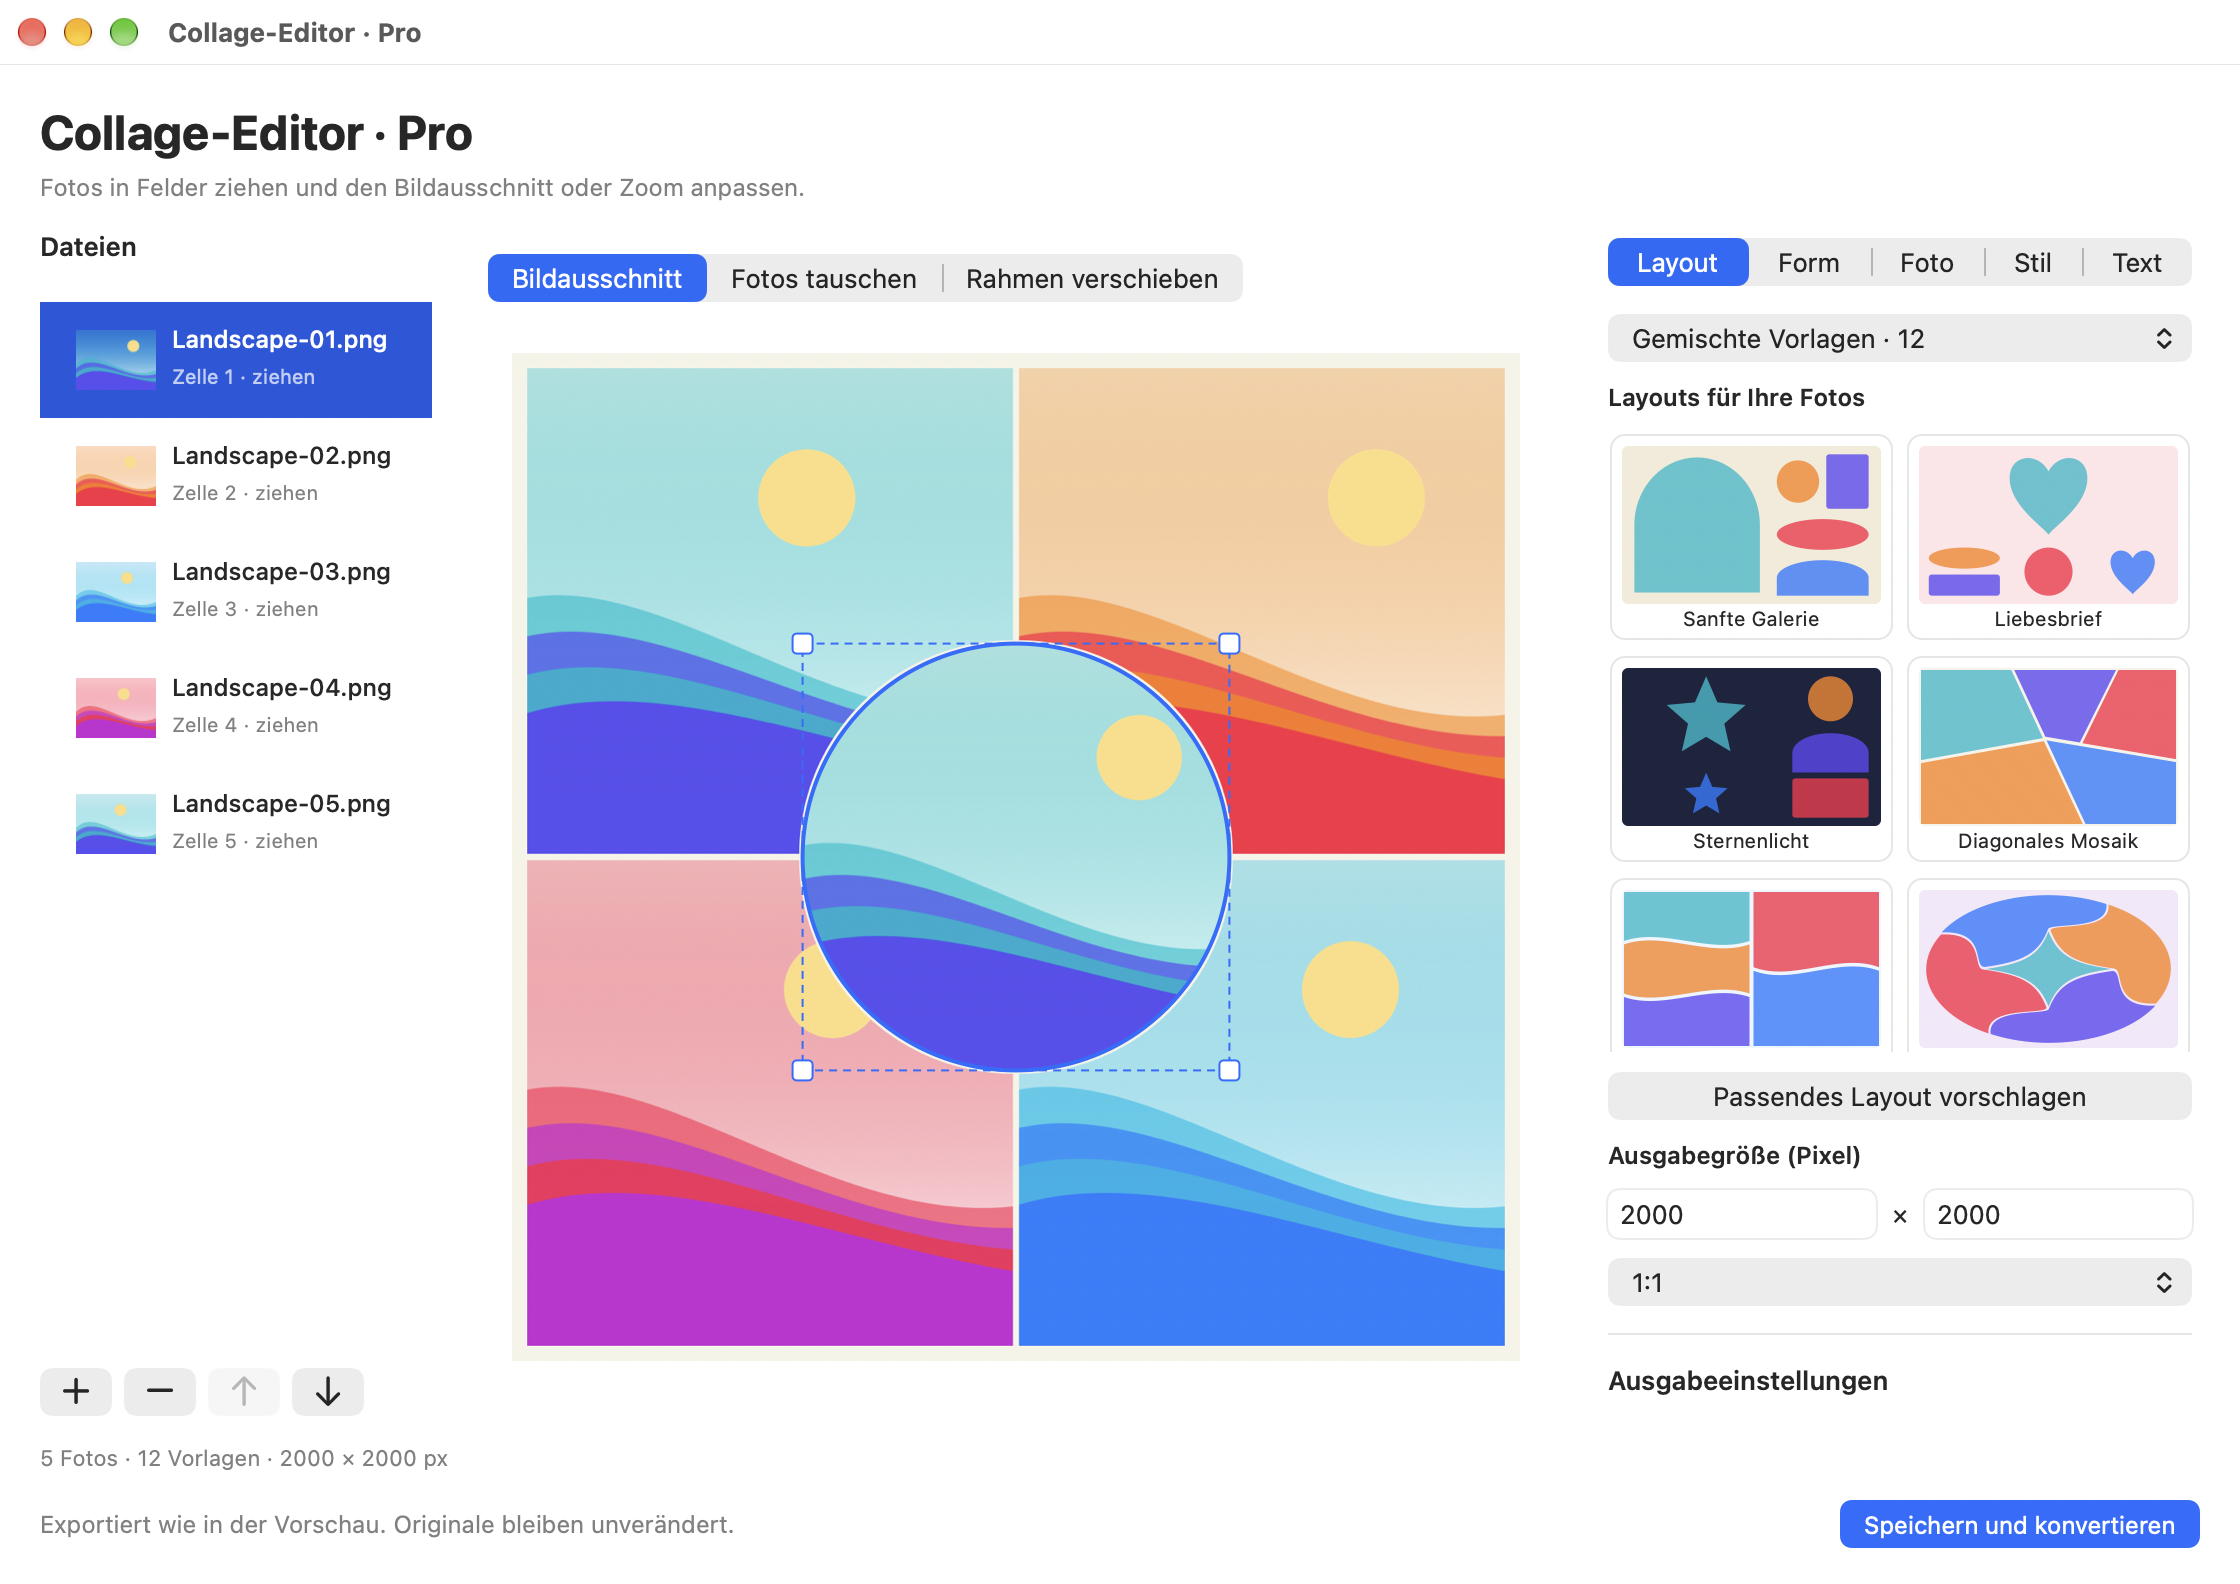 Collage-Editor · Pro
Collage-Editor · Pro
Fotos in Felder ziehen und den Bildausschnitt oder Zoom anpassen.
Dateien
Landscape-01.png
Zelle 1 · ziehen
Landscape-02.png
Zelle 2 · ziehen
Landscape-03.png
Zelle 3 · ziehen
Landscape-04.png
Zelle 4 · ziehen
Landscape-05.png
Zelle 5 · ziehen
5 Fotos · 12 Vorlagen · 2000 × 2000 px
Exportiert wie in der Vorschau. Originale bleiben unverändert.
Bildausschnitt Fotos tauschen Rahmen verschieben
Layout Form Foto Stil Text
Gemischte Vorlagen · 12
Layouts für Ihre Fotos
Sanfte Galerie Liebesbrief
Sternenlicht Diagonales Mosaik
Passendes Layout vorschlagen
Ausgabegröße (Pixel)
2000 × 2000
1:1
Ausgabeeinstellungen
Speichern und konvertieren